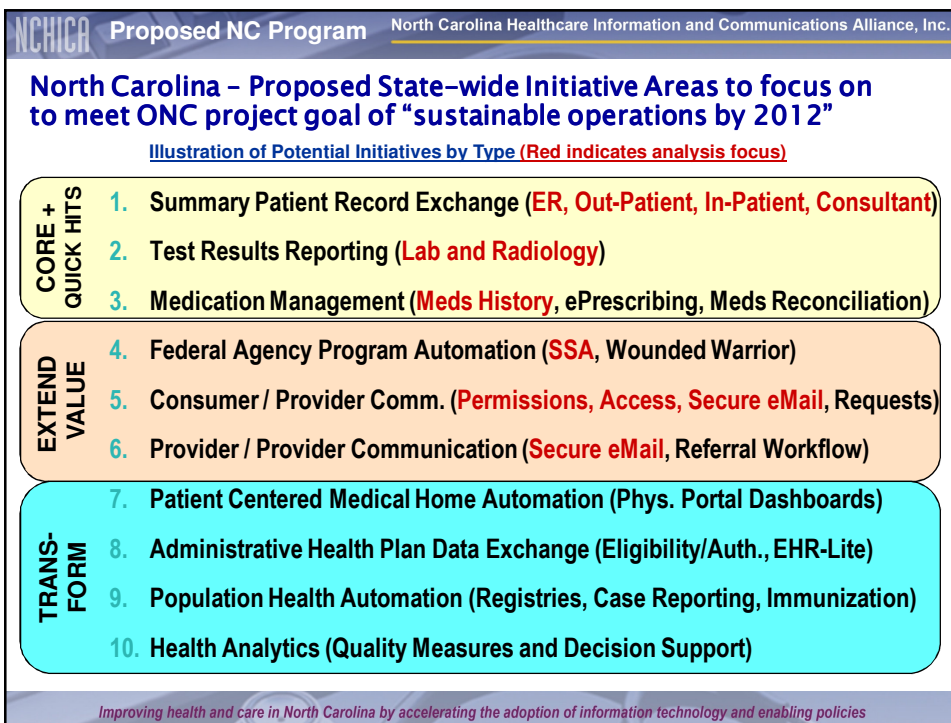 NCHICA Proposed NC Program North Carolina Healthcare Information and Communications Alliance, Inc.
North Carolina – Proposed State-wide Initiative Areas to focus on
to meet ONC project goal of “sustainable operations by 2012”
Illustration of Potential Initiatives by Type (Red indicates analysis focus)
CORE +
QUICK HITS
1. Summary Patient Record Exchange (ER, Out-Patient, In-Patient, Consultant)
2. Test Results Reporting (Lab and Radiology)
3. Medication Management (Meds History, ePrescribing, Meds Reconciliation)
EXTEND
VALUE
4. Federal Agency Program Automation (SSA, Wounded Warrior)
5. Consumer / Provider Comm. (Permissions, Access, Secure eMail, Requests)
6. Provider / Provider Communication (Secure eMail, Referral Workflow)
TRANS-
FORM
7. Patient Centered Medical Home Automation (Phys. Portal Dashboards)
8. Administrative Health Plan Data Exchange (Eligibility/Auth., EHR-Lite)
9. Population Health Automation (Registries, Case Reporting, Immunization)
10. Health Analytics (Quality Measures and Decision Support)
Improving health and care in North Carolina by accelerating the adoption of information technology and enabling policies